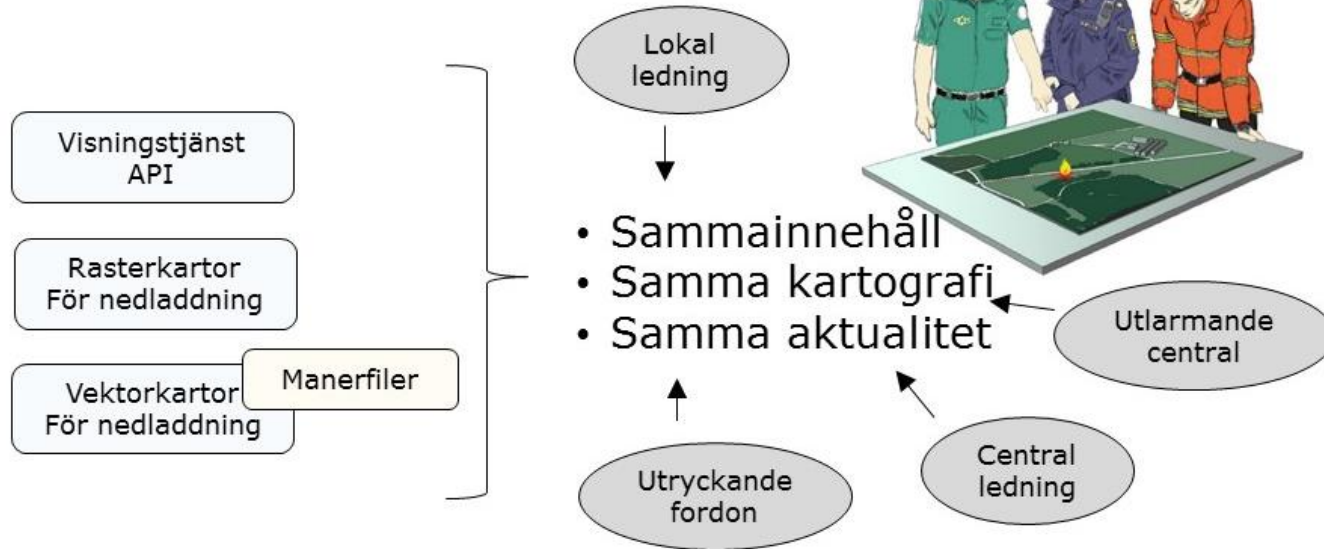 Lokal
ledning
Visningstjänst
API
Rasterkartor
För nedladdning
Vektorkartor
För nedladdning
Manerfiler
• Sammainnehåll
• Samma kartografi
• Samma aktualitet
Utlarmande
central
Central
ledning
Utryckande
fordon